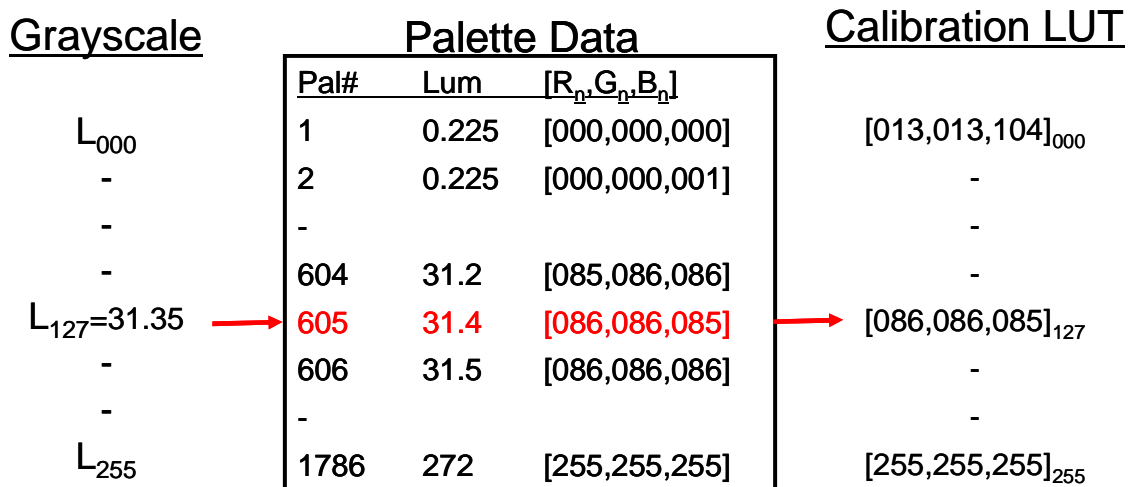 Grayscale Palette Data Calibration LUT
Pal# Lum [Rn,Gn,Bn]
L000 1 0.225 [000,000,000] [013,013,104]000
- 2 0.225 [000,000,001] -
- - -
- 604 31.2 [085,086,086] -
L127=31.35 605 31.4 [086,086,085] [086,086,085]127
- 606 31.5 [086,086,086] -
- - -
L255 1786 272 [255,255,255] [255,255,255]255